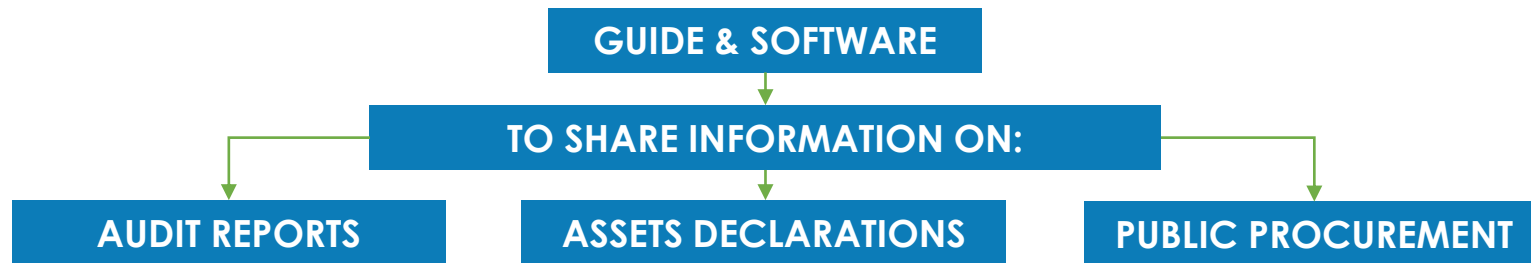 GUIDE & SOFTWARE
TO SHARE INFORMATION ON:
AUDIT REPORTS
ASSETS DECLARATIONS
PUBLIC PROCUREMENT